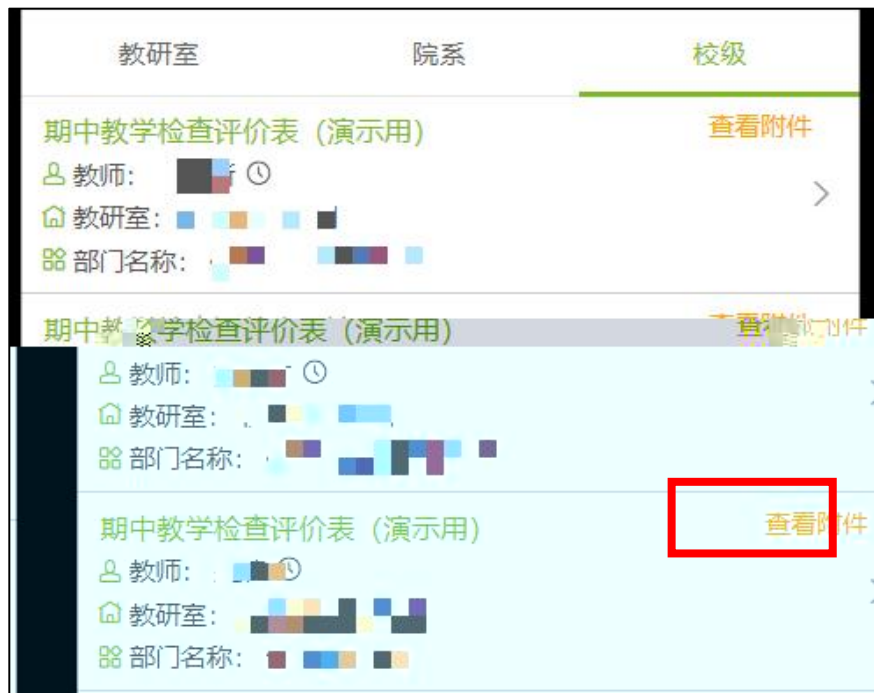 教研室 院系 校级
期中教学检查评价表（演示用） 查看附件
教师：
教研室：
部门名称：
期中教学检查评价表（演示用） 查看附件
教师：
教研室：
部门名称：
期中教学检查评价表（演示用） 查看附件
教师：
教研室：
部门名称：